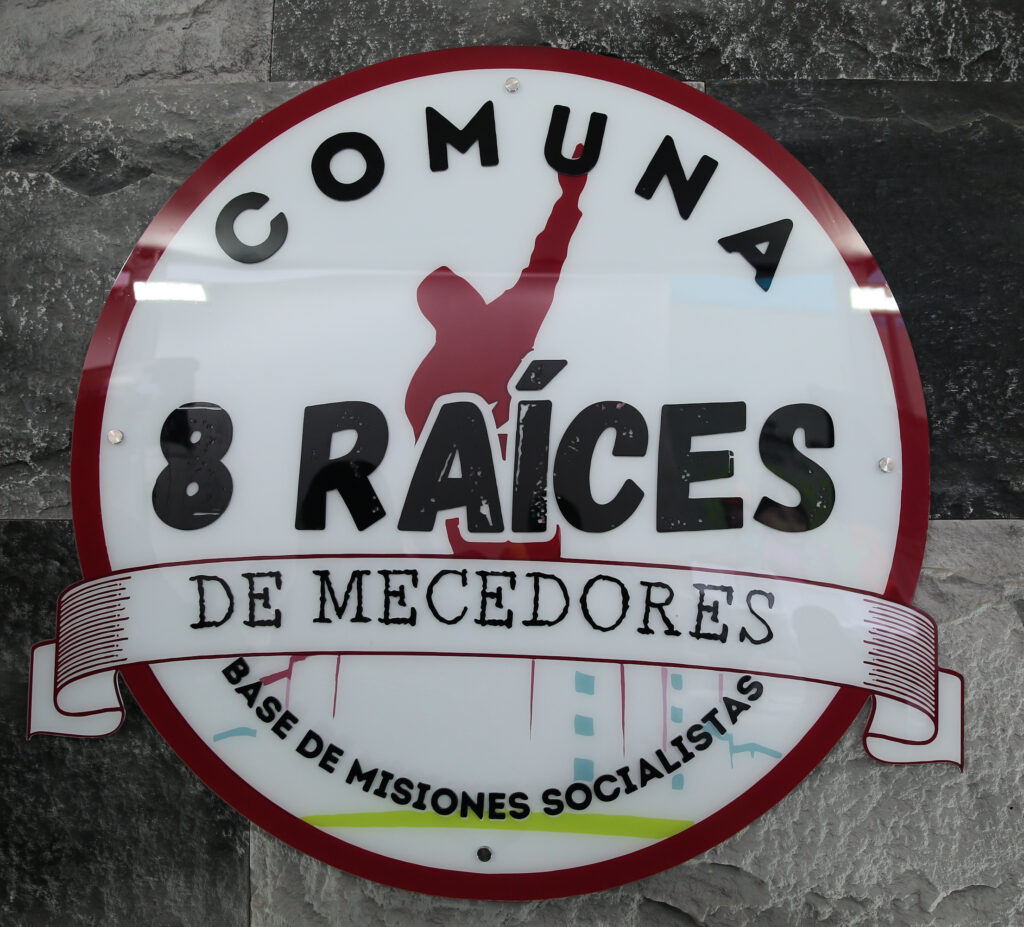 COMUNA
8 RAÍCES
DE MECEDORES
BASE DE MISIONES SOCIALISTAS